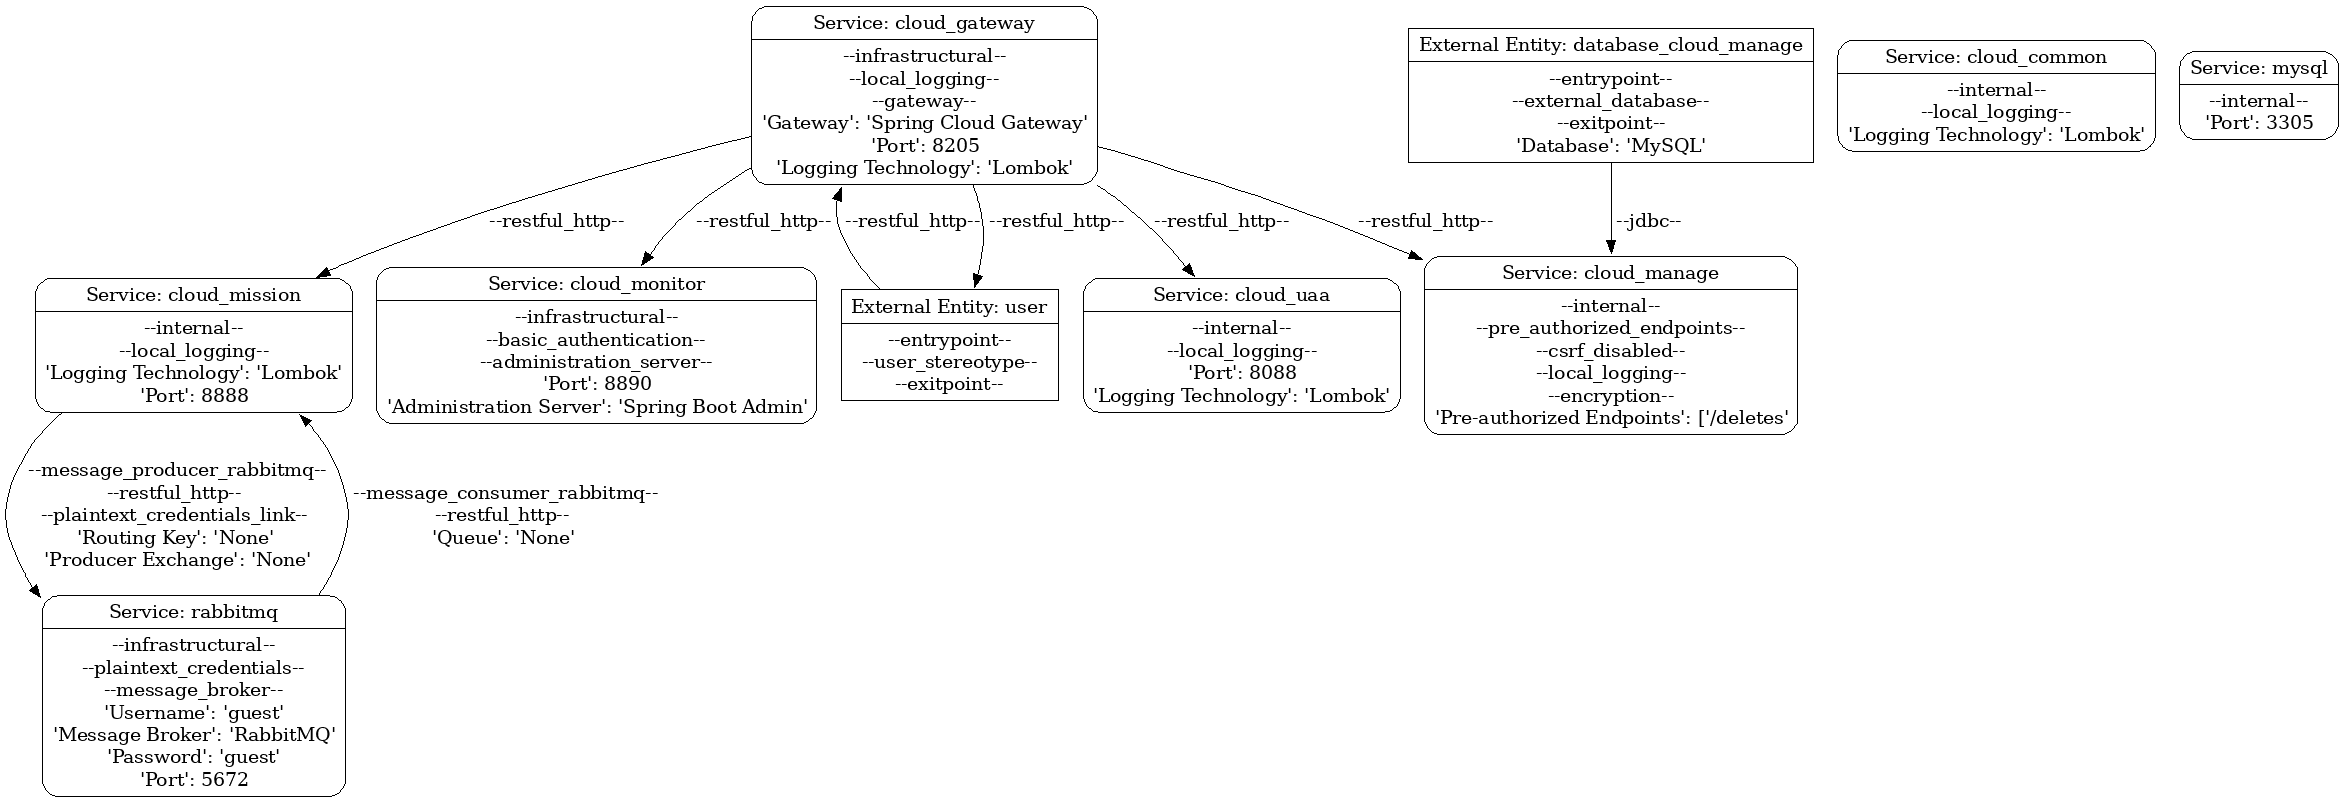 Service: cloud_gateway
--infrastructural--
--local_logging--
--gateway--
'Gateway': 'Spring Cloud Gateway'
'Port': 8205
'Logging Technology': 'Lombok'
External Entity: database_cloud_manage
--entrypoint--
--external_database--
--exitpoint--
'Database': 'MySQL'
Service: cloud_common
--internal--
--local_logging--
'Logging Technology': 'Lombok'
Service: mysql
--internal--
'Port': 3305
--restful_http--
--restful_http--
--restful_http--
--restful_http--
--restful_http--
--restful_http--
--jdbc--
Service: cloud_mission
--internal--
--local_logging--
'Logging Technology': 'Lombok'
'Port': 8888
Service: cloud_monitor
--infrastructural--
--basic_authentication--
--administration_server--
'Port': 8890
'Administration Server': 'Spring Boot Admin'
External Entity: user
--entrypoint--
--user_stereotype--
--exitpoint--
Service: cloud_uaa
--internal--
--local_logging--
'Port': 8088
'Logging Technology': 'Lombok'
Service: cloud_manage
--internal--
--pre_authorized_endpoints--
--csrf_disabled--
--local_logging--
--encryption--
'Pre-authorized Endpoints': ['/deletes'
--message_producer_rabbitmq--
--restful_http--
--plaintext_credentials_link--
'Routing Key': 'None'
'Producer Exchange': 'None'
--message_consumer_rabbitmq--
--restful_http--
'Queue': 'None'
Service: rabbitmq
--infrastructural--
--plaintext_credentials--
--message_broker--
'Username': 'guest'
'Message Broker': 'RabbitMQ'
'Password': 'guest'
'Port': 5672